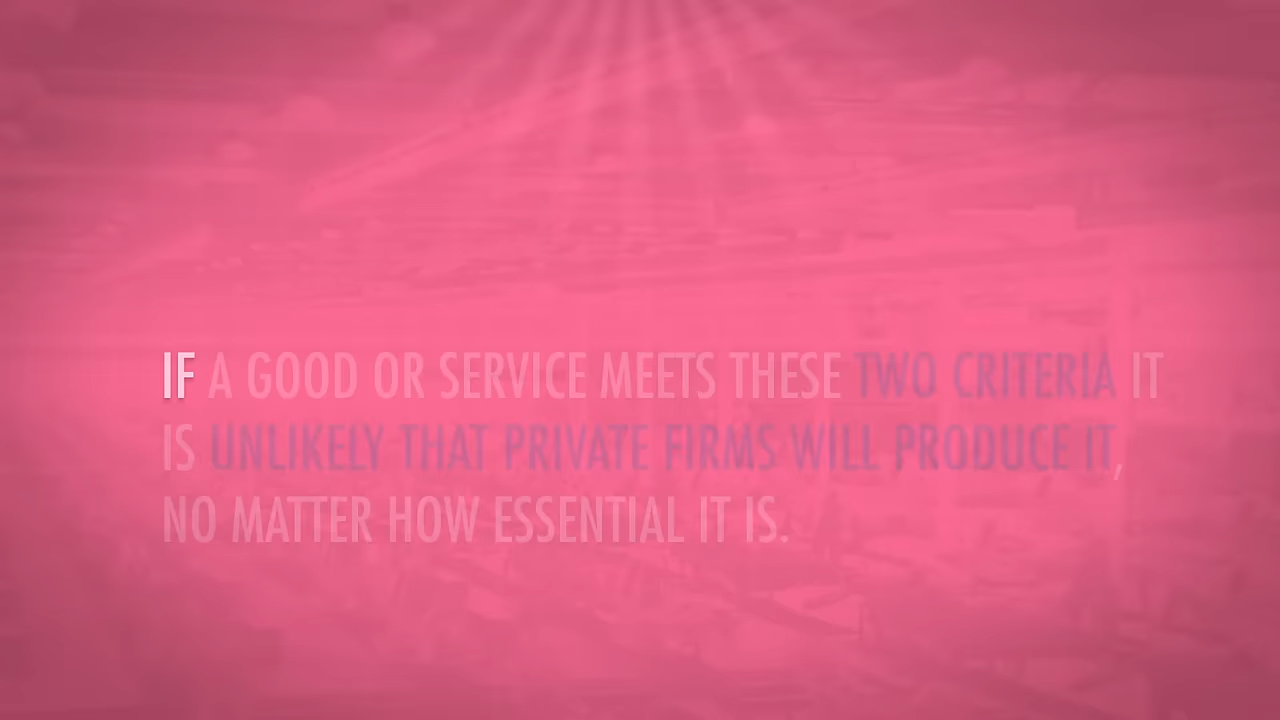 IF A GOOD OR SERVICE MEETS THESE TWO CRITERIA IT
IS UNLIKELY THAT PRIVATE FIRMS WILL PRODUCE IT,
NO MATTER HOW ESSENTIAL IT IS.